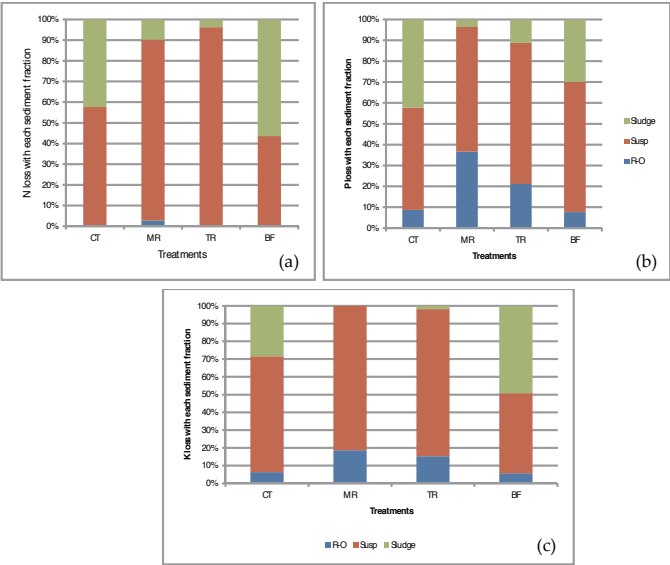 N loss with each sediment fraction
100%
90%
80%
70%
60%
50%
40%
30%
20%
10%
0%
CT MR TR BF
Treatments
(a)
P loss with each sediment fraction
100%
90%
80%
70%
60%
50%
40%
30%
20%
10%
0%
CT MR TR BF
Treatments
Sludge
Susp
R-O
(b)
K loss with each sediment fraction
100%
90%
80%
70%
60%
50%
40%
30%
20%
10%
0%
CT MR TR BF
Treatments
R-O Susp Sludge
(c)